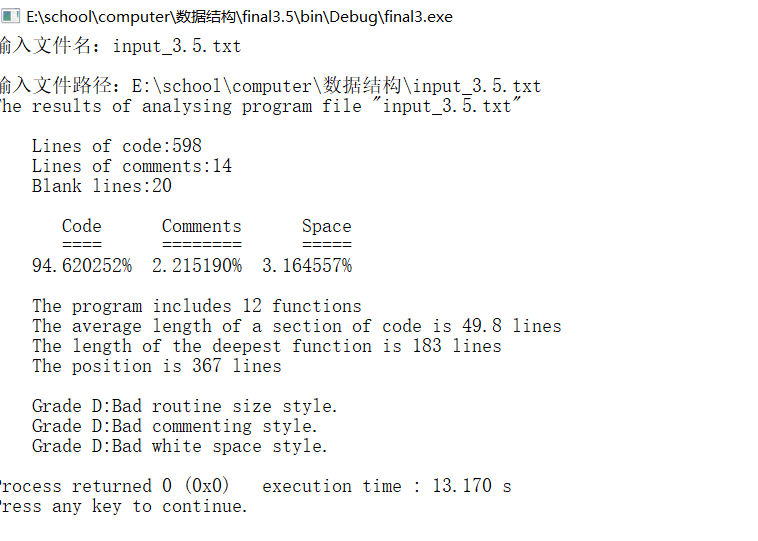 E:\school\computer\数据结构\final3.5\bin\Debug\final3.exe
输入文件名：input_3.5.txt
输入文件路径：E:\school\computer\数据结构\input_3.5.txt
The results of analysing program file "input_3.5.txt"
Lines of code:598
Lines of comments:14
Blank lines:20
Code Comments Space
==== ======== =====
94.620252% 2.215190% 3.164557%
The program includes 12 functions
The average length of a section of code is 49.8 lines
The length of the deepest function is 183 lines
The position is 367 lines
Grade D:Bad routine size style.
Grade D:Bad commenting style.
Grade D:Bad white space style.
Process returned 0 (0x0) execution time : 13.170 s
Press any key to continue.